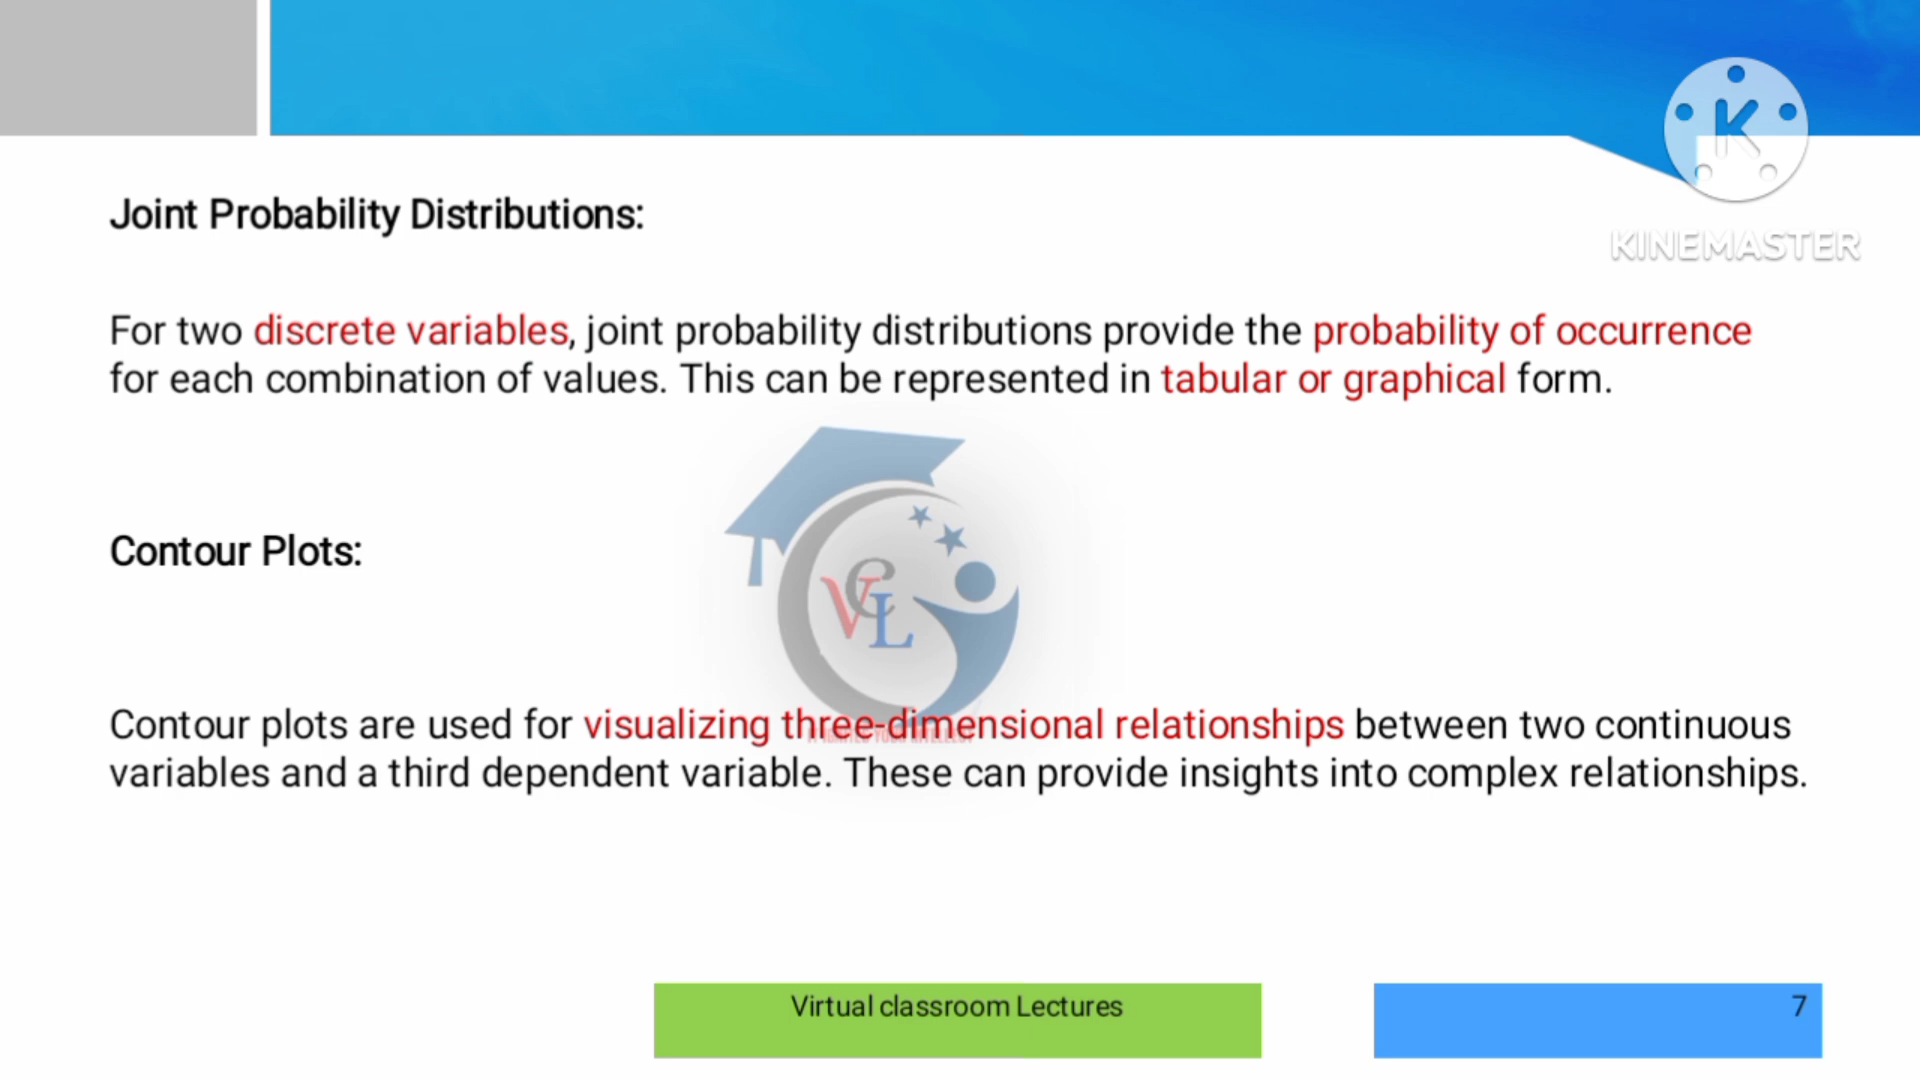 K
KINEMASTER
Joint Probability Distributions:
For two discrete variables, joint probability distributions provide the probability of occurrence
for each combination of values. This can be represented in tabular or graphical form.
VCL
Contour Plots:
Contour plots are used for visualizing three-dimensional relationships between two continuous
variables and a third dependent variable. These can provide insights into complex relationships.
Virtual classroom Lectures
7